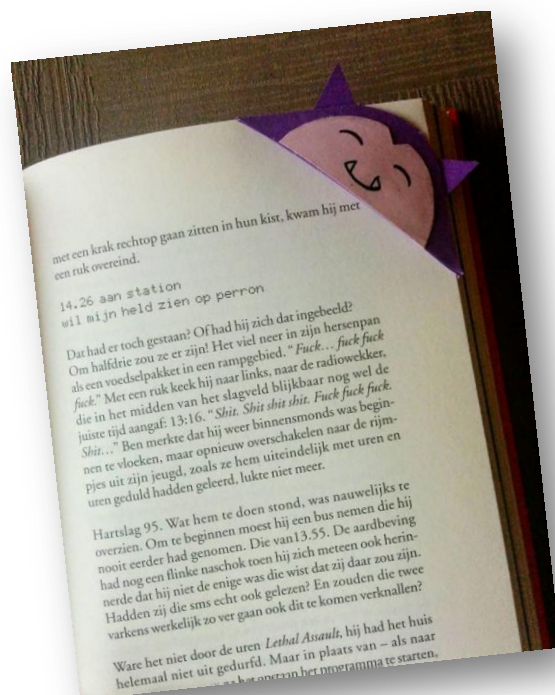 met een krak rechtop gaan zitten in hun kist, kwam hij met
een ruk overeind.
14.26 aan station
wil mijn held zien op perron
Dat had er toch gestaan? Of had hij zich dat ingebeeld?
Om halfdrie zou ze er zijn! Het viel neer in zijn hersenpan
als een voedselpakket in een rampgebied. “Fuck… fuck fuck
fuck.” Met een ruk keek hij naar links, naar de radiowekker,
die in het midden van het slagveld blijkbaar nog wel de
juiste tijd aangaf: 13:16. “Shit. Shit shit shit. Fuck fuck fuck.
Shit…” Ben merkte dat hij weer binnensmonds was begin-
nen te vloeken, maar opnieuw overschakelen naar de rijm-
pjes uit zijn jeugd, zoals ze hem uiteindelijk met uren en
uren geduld hadden geleerd, lukte niet meer.
Hartslag 95. Wat hem te doen stond, was nauwelijks te
overzien. Om te beginnen moest hij een bus nemen die hij
nooit eerder had genomen. Die van13.55. De aardbeving
had nog een flinke naschok toen hij zich meteen ook herin-
nerde dat hij niet de enige was die wist dat zij daar zou zijn.
Hadden zij die sms echt ook gelezen? En zouden die twee
varkens werkelijk zo ver gaan ook dit te komen verknallen?
Ware het niet door de uren Lethal Assault, hij had het huis
helemaal niet uit gedurfd. Maar in plaats van – als naar
het programma te starten,